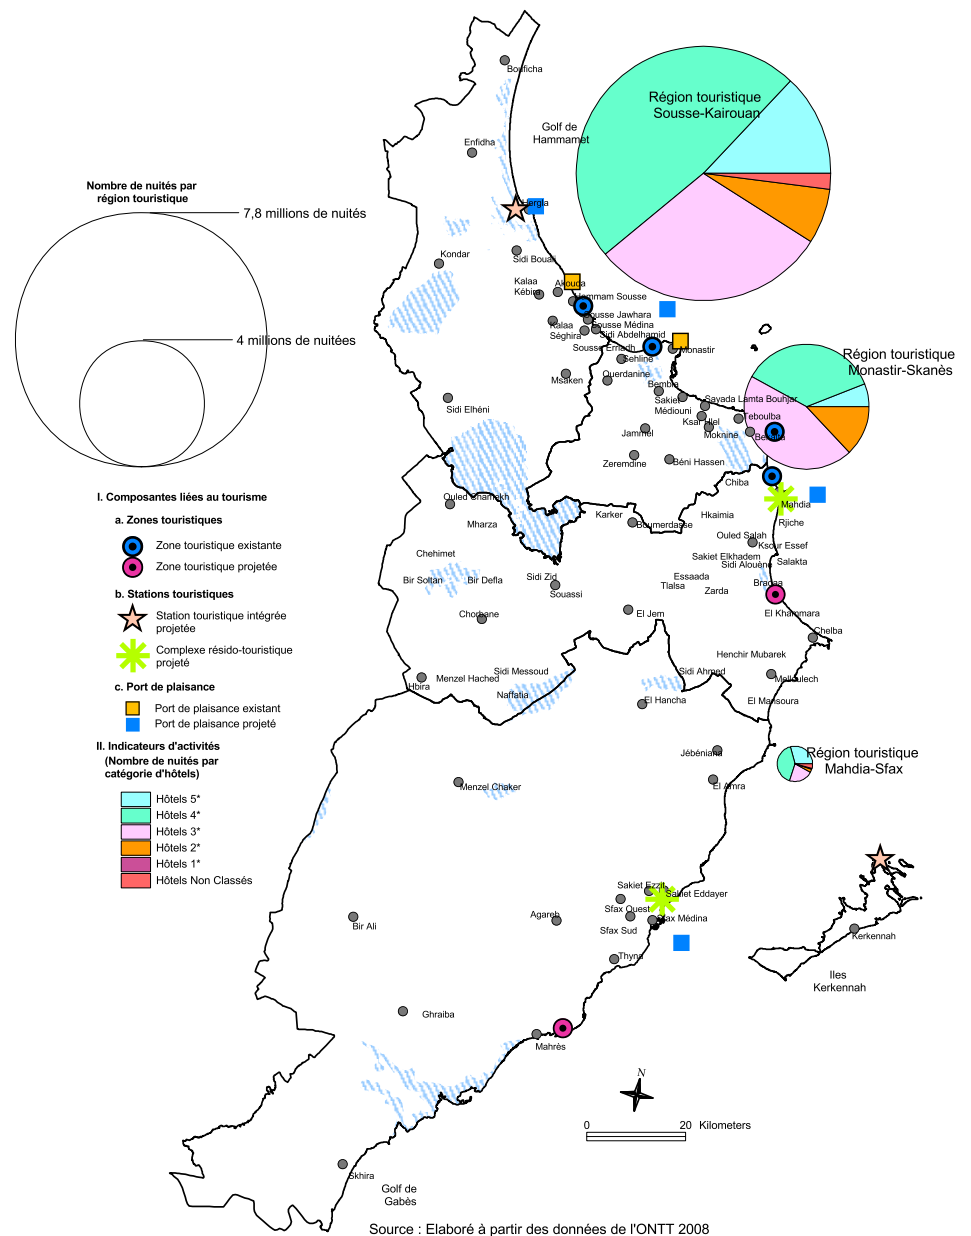 Bouficha
Région touristique
Sousse-Kairouan
Golf de
Hammamet
Enfidha
Nombre de nuités par
région touristique
7,8 millions de nuités
4 millions de nuitées
Hergla
Sidi Bouali
Kondar
Kalaa
Kébira
Akouda
Hammam Sousse
Sousse Jawhara
Sousse Médina
Kalaa
Séghira
Sidi Abdelhamid
Sousse Erriadh
Monastir
Sehline
Région touristique
Monastir-Skanès
Msaken
Ouerdanine
Bembla
Sidi Elhéni
Sakiet
Médiouni
Sayada Lamta Bouhjar
Ksar Hlel
Teboulba
Jammel
Moknine
Bekalta
Zeremdine
Béni Hassen
Chiba
Ouled Chamekh
Mahdia
Mharza
Karker
Boumerdasse
Hkaimia
Rjiche
Ouled Salah
Ksour Essef
Chehimet
Sakiet Elkhadem
Sidi Alouène
Salakta
Bir Soltan
Bir Defla
Sidi Zid
Souassi
Essaada
Tlalsa
Zarda
Bradaa
Chorbane
El Jem
El Khammara
Chelba
Henchir Mubarek
Hbira
Menzel Hached
Sidi Messoud
Naffatia
Sidi Ahmed
Melloulech
El Hancha
El Mansoura
I. Composantes liées au tourisme
a. Zones touristiques
Zone touristique existante
Zone touristique projetée
b. Stations touristiques
Station touristique intégrée
projetée
Complexe résido-touristique
projeté
c. Port de plaisance
Port de plaisance existant
Port de plaisance projeté
II. Indicateurs d'activités
(Nombre de nuités par
catégorie d'hôtels)
Hôtels 5*
Hôtels 4*
Hôtels 3*
Hôtels 2*
Hôtels 1*
Hôtels Non Classés
Jébéniana
Région touristique
Mahdia-Sfax
Menzel Chaker
El Amra
Sakiet Ezzit
Sakiet Eddayer
Sfax Ouest
Agareb
Sfax Médina
Bir Ali
Sfax Sud
Kerkennah
Thyna
Iles
Kerkennah
Ghraiba
Mahrès
N
0 20 Kilometers
Skhira
Golf de
Gabès
Source : Elaboré à partir des données de l'ONTT 2008